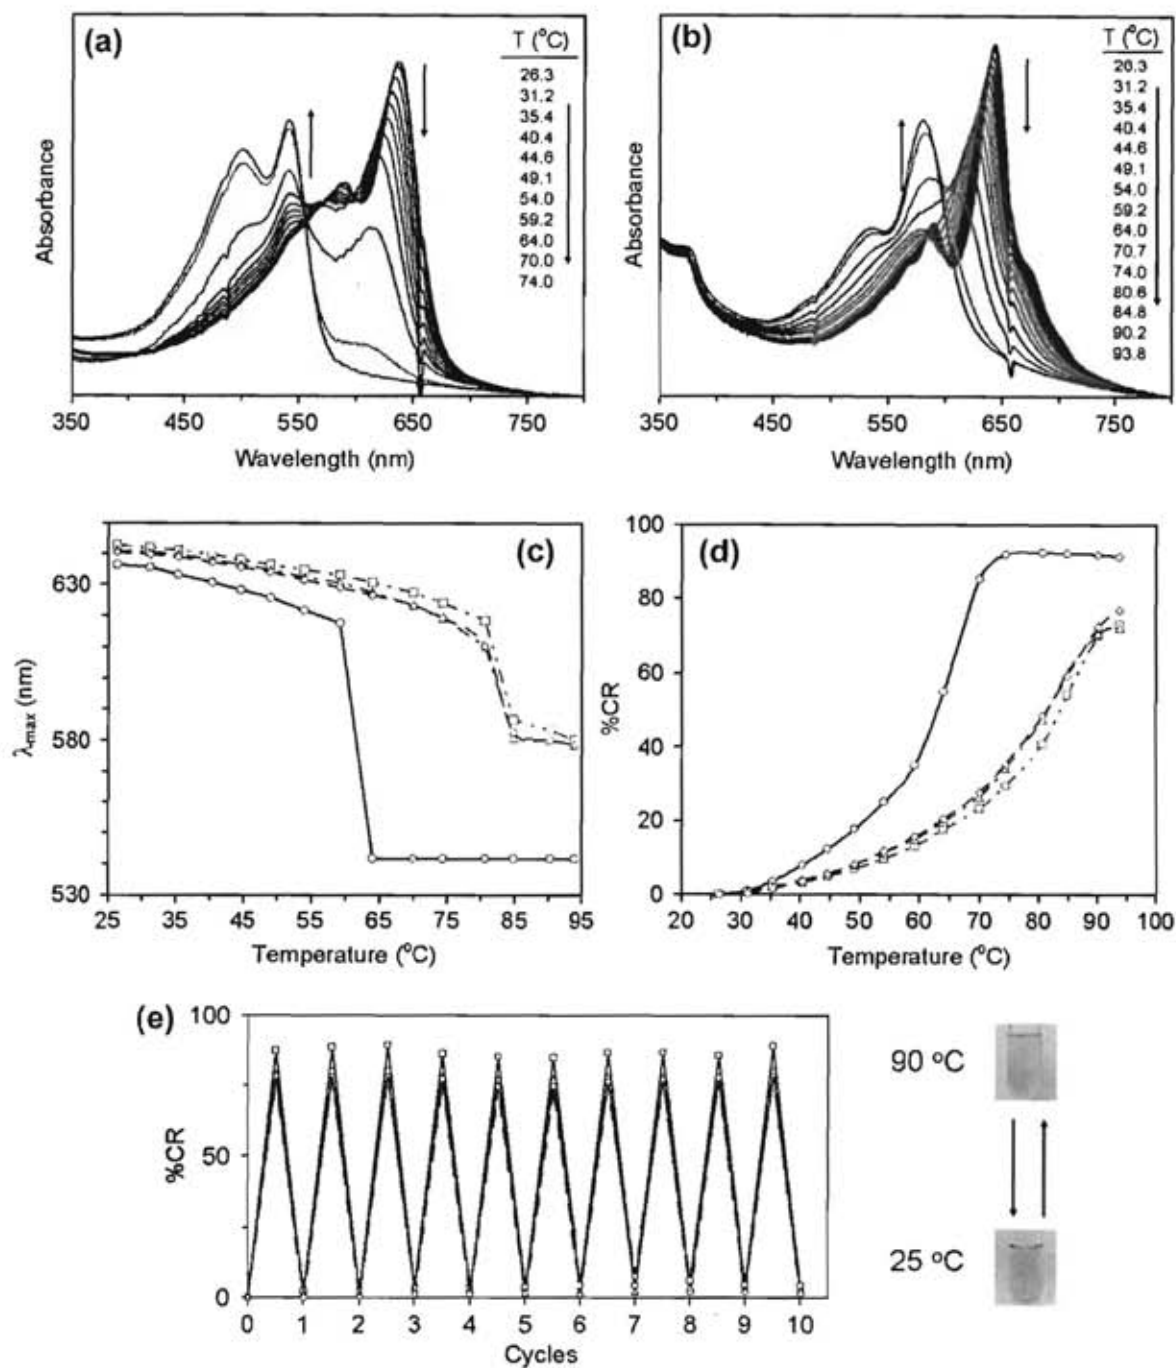 (a)
T (°C)
26.3
31.2
35.4
40.4
44.6
49.1
54.0
59.2
64.0
70.0
74.0
Absorbance
350 450 550 650 750
Wavelength (nm)
(b)
T (°C)
20.3
31.2
35.4
40.4
44.6
49.1
54.0
59.2
64.0
70.7
74.0
80.6
84.8
90.2
93.8
Absorbance
350 450 550 650 750
Wavelength (nm)
(c)
630
580
530
λmax (nm)
25 35 45 55 65 75 85 95
Temperature (°C)
(d)
100
80
60
40
20
0
%CR
20 30 40 50 60 70 80 90 100
Temperature (°C)
(e)
100
50
0
%CR
0 1 2 3 4 5 6 7 8 9 10
Cycles
90 °C
25 °C